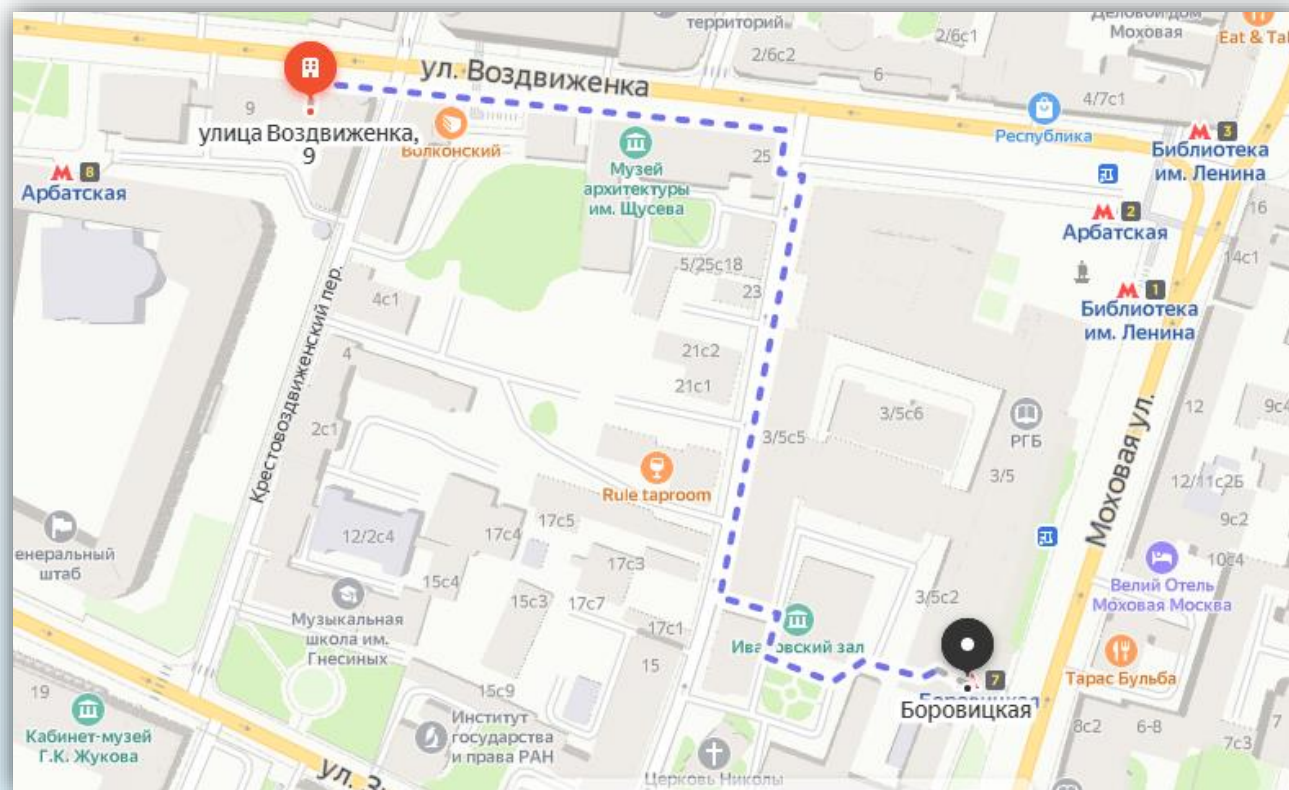 территорий
Деловой дом
Моховая
Eat & Tal
2/6с2
2/6с1
ул. Воздвиженка
6
4/7с1
9
улица Воздвиженка,
9
Волконский
Республика
3
Библиотека
им. Ленина
8
Арбатская
Музей
архитектуры
им. Щусева
25
2
Арбатская
16
14с1
5/25с18
23
1
Библиотека
им. Ленина
4с1
Крестовоздвиженский пер.
21с2
21с1
4
2с1
3/5с6
РГБ
12
9с4
3/5с5
3/5
Моховая ул.
Rule taproom
12/11с2Б
9с2
12/2с4
17с4
17с5
17с3
енеральный
штаб
15с4
15с3
17с7
17с1
10с4
Велий Отель
Моховая Москва
3/5с2
Музыкальная
школа им.
Гнесиных
Ивановский зал
15
7
Тарас Бульба
Боровицкая
19
Кабинет-музей
Г.К. Жукова
15с9
Институт
государства
и права РАН
8с2
6-8
7
7с3
ул. З
Церковь Николы